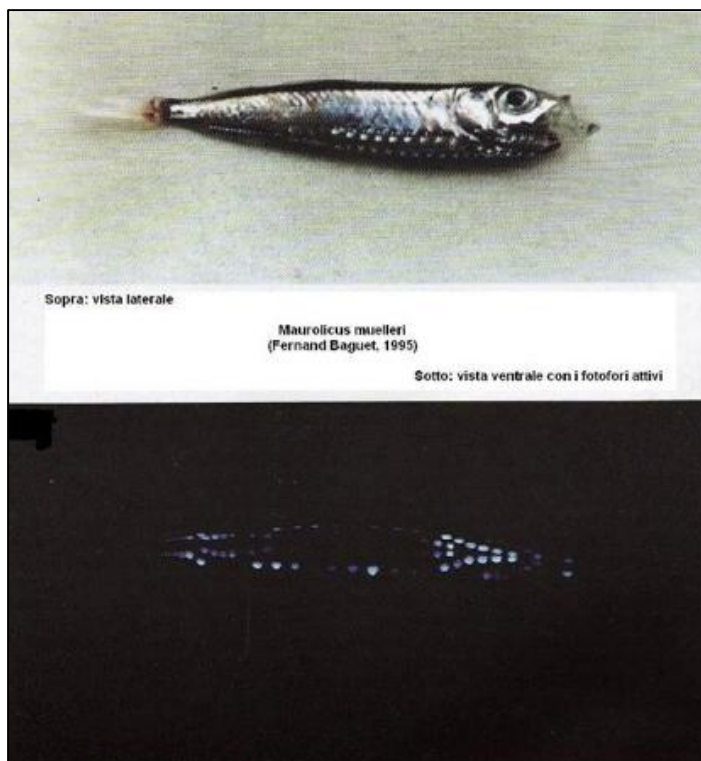 Sopra: vista laterale
Maurolicus muelleri
(Fernand Baguet, 1995)
Sotto: vista ventrale con i fotofori attivi